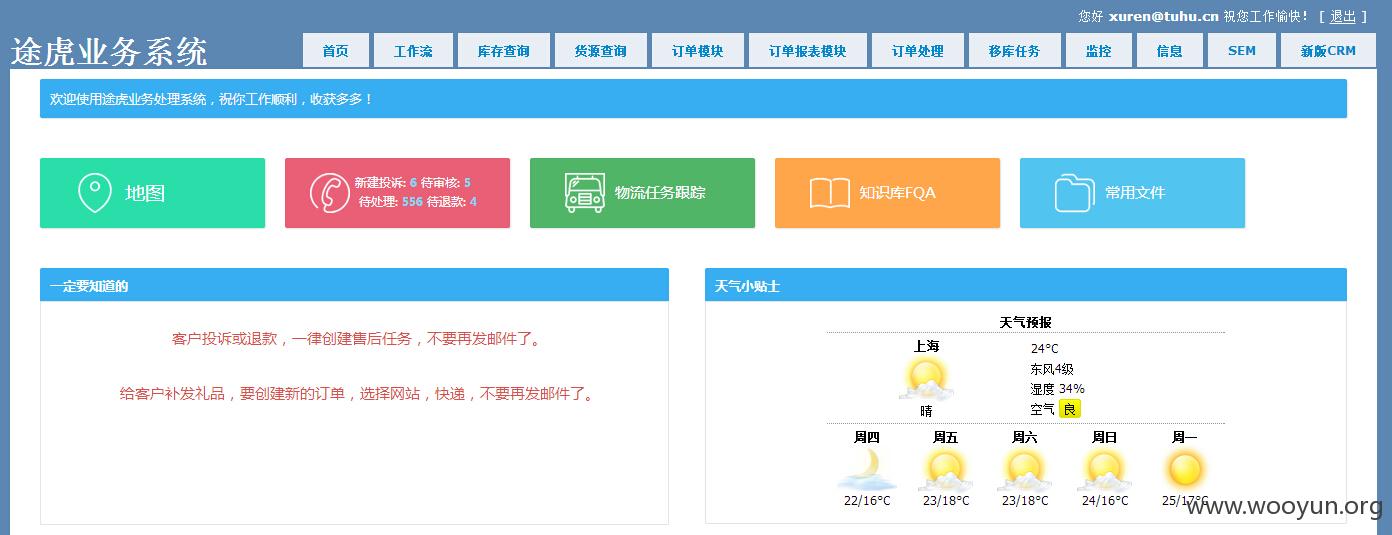 您好 xuren@tuhu.cn 祝您工作愉快！ [ 退出 ]
途虎业务系统
首页 工作流 库存查询 货源查询 订单模块 订单报表模块 订单处理 移库任务 监控 信息 SEM 新版CRM
欢迎使用途虎业务处理系统，祝你工作顺利，收获多多！
地图
新建投诉: 6 待审核: 5
待处理: 556 待退款: 4
物流任务跟踪
知识库FQA
常用文件
一定要知道的
客户投诉或退款，一律创建售后任务，不要再发邮件了。
给客户补发礼品，要创建新的订单，选择网站，快递，不要再发邮件了。
天气小贴士
天气预报
上海
晴
24°C
东风4级
湿度 34%
空气 良
周四 周五 周六 周日 周一
22/16°C 23/18°C 23/18°C 24/16°C 25/17°C
www.wooyun.org